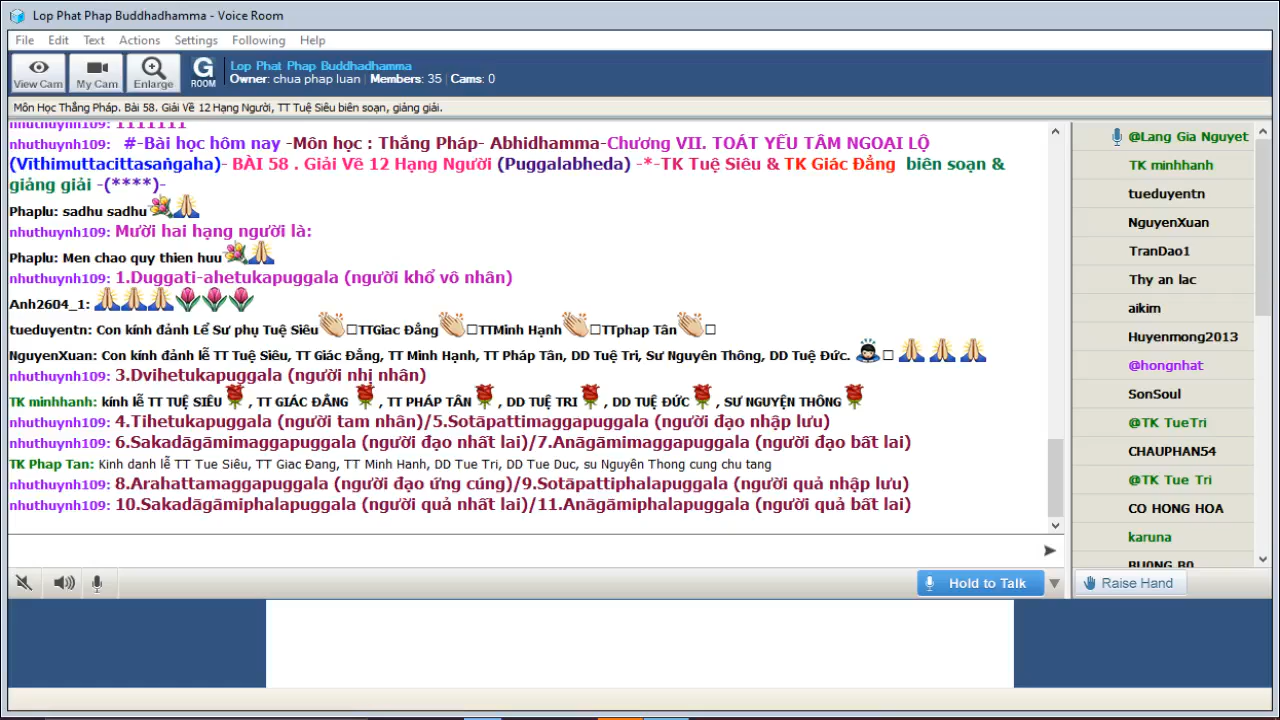 Lop Phat Phap Buddhadhamma - Voice Room
File Edit Text Actions Settings Following Help
View Cam My Cam Enlarge G ROOM
Lop Phat Phap Buddhadhamma
Owner: chua phap luan | Members: 35 | Cams: 0
Môn Học Thắng Pháp. Bài 58. Giải Về 12 Hạng Người, TT Tuệ Siêu biên soạn, giảng giải.
nhuthuynh109: 1111111
nhuthuynh109: #-Bài học hôm nay -Môn học : Thắng Pháp- Abhidhamma-Chương VII. TOÁT YẾU TÂM NGOẠI LỘ
(Vīthimuttacittasaṅgaha)- BÀI 58 . Giải Về 12 Hạng Người (Puggalabheda) -*-TK Tuệ Siêu & TK Giác Đẳng biên soạn &
giảng giải -(****)-
Phaplu: sadhu sadhu
nhuthuynh109: Mười hai hạng người là:
Phaplu: Men chao quy thien huu
nhuthuynh109: 1.Duggati-ahetukapuggala (người khổ vô nhân)
Anh2604_1:
tueduyentn: Con kính đảnh Lể Sư phụ Tuệ Siêu TTGiac Đẳng TTMinh Hạnh TTphap Tân
NguyenXuan: Con kính đảnh lễ TT Tuệ Siêu, TT Giác Đẳng, TT Minh Hạnh, TT Pháp Tân, DD Tuệ Tri, Sư Nguyên Thông, DD Tuệ Đức.
nhuthuynh109: 3.Dvihetukapuggala (người nhị nhân)
TK minhhanh: kính lễ TT TUỆ SIÊU , TT GIÁC ĐẲNG , TT PHÁP TÂN , DD TUỆ TRI , DD TUỆ ĐỨC , SƯ NGUYỆN THÔNG
nhuthuynh109: 4.Tihetukapuggala (người tam nhân)/5.Sotāpattimaggapuggala (người đạo nhập lưu)
nhuthuynh109: 6.Sakadāgāmimaggapuggala (người đạo nhất lai)/7.Anāgāmimaggapuggala (người đạo bất lai)
TK Phap Tan: Kinh danh lễ TT Tue Siêu, TT Giac Đang, TT Minh Hanh, DD Tue Tri, DD Tue Duc, su Nguyên Thong cung chu tang
nhuthuynh109: 8.Arahattamaggapuggala (người đạo ứng cúng)/9.Sotāpattiphalapuggala (người quả nhập lưu)
nhuthuynh109: 10.Sakadāgāmiphalapuggala (người quả nhất lai)/11.Anāgāmiphalapuggala (người quả bất lai)
@Lang Gia Nguyet
TK minhhanh
tueduyentn
NguyenXuan
TranDao1
Thy an lac
aikim
Huyenmong2013
@hongnhat
SonSoul
@TK TueTri
CHAUPHAN54
@TK Tue Tri
CO HONG HOA
karuna
BUONG BO
Hold to Talk
Raise Hand